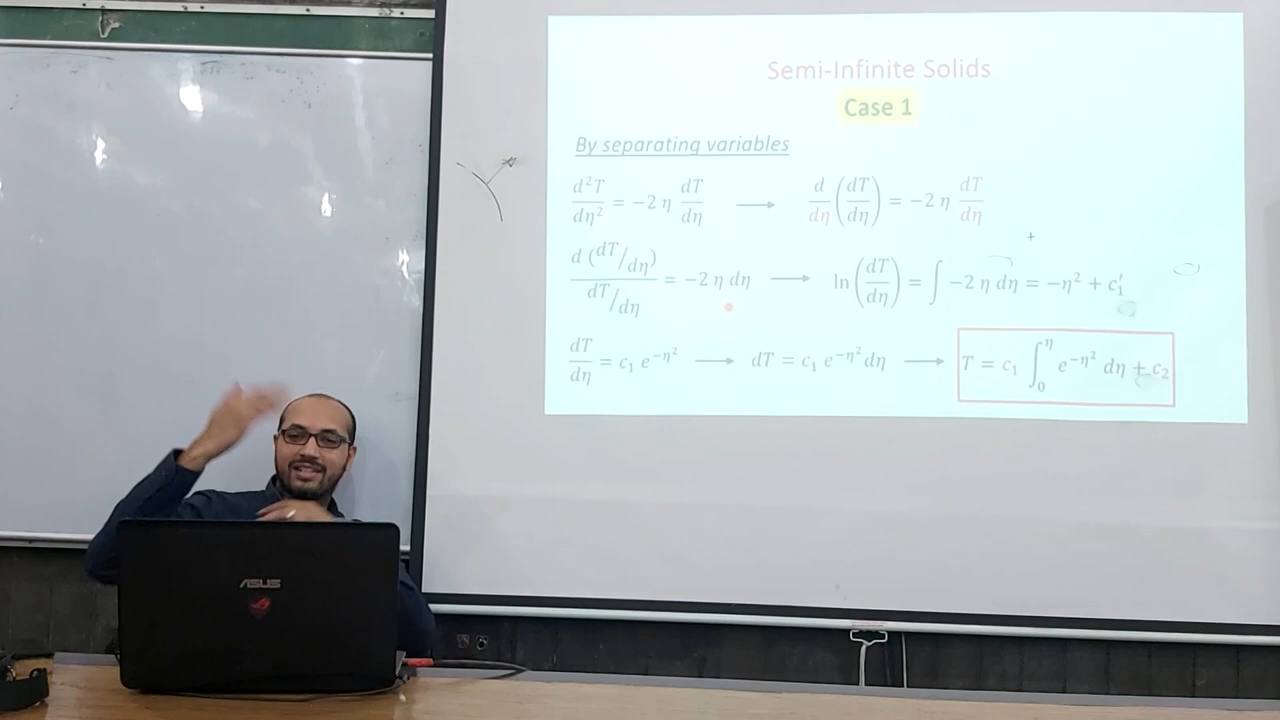 Semi-Infinite Solids
Case 1
By separating variables
d²T/dη² = −2 η dT/dη ⟶ d/dη (dT/dη) = −2 η dT/dη
d (dT/dη) / dT/dη = −2 η dη ⟶ ln (dT/dη) = ∫ −2 η dη = −η² + c₁′
dT/dη = c₁ e^{−η²} ⟶ dT = c₁ e^{−η²} dη ⟶ T = c₁ ∫₀^η e^{−η²} dη + c₂
ASUS